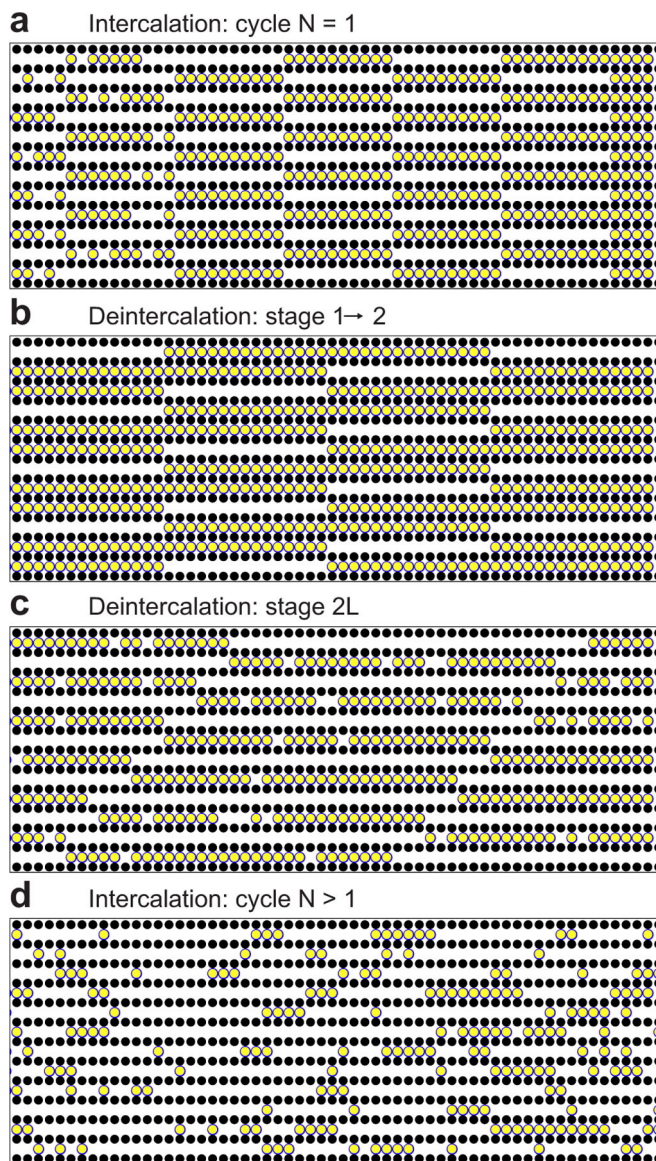 a Intercalation: cycle N = 1
b Deintercalation: stage 1→ 2
c Deintercalation: stage 2L
d Intercalation: cycle N > 1